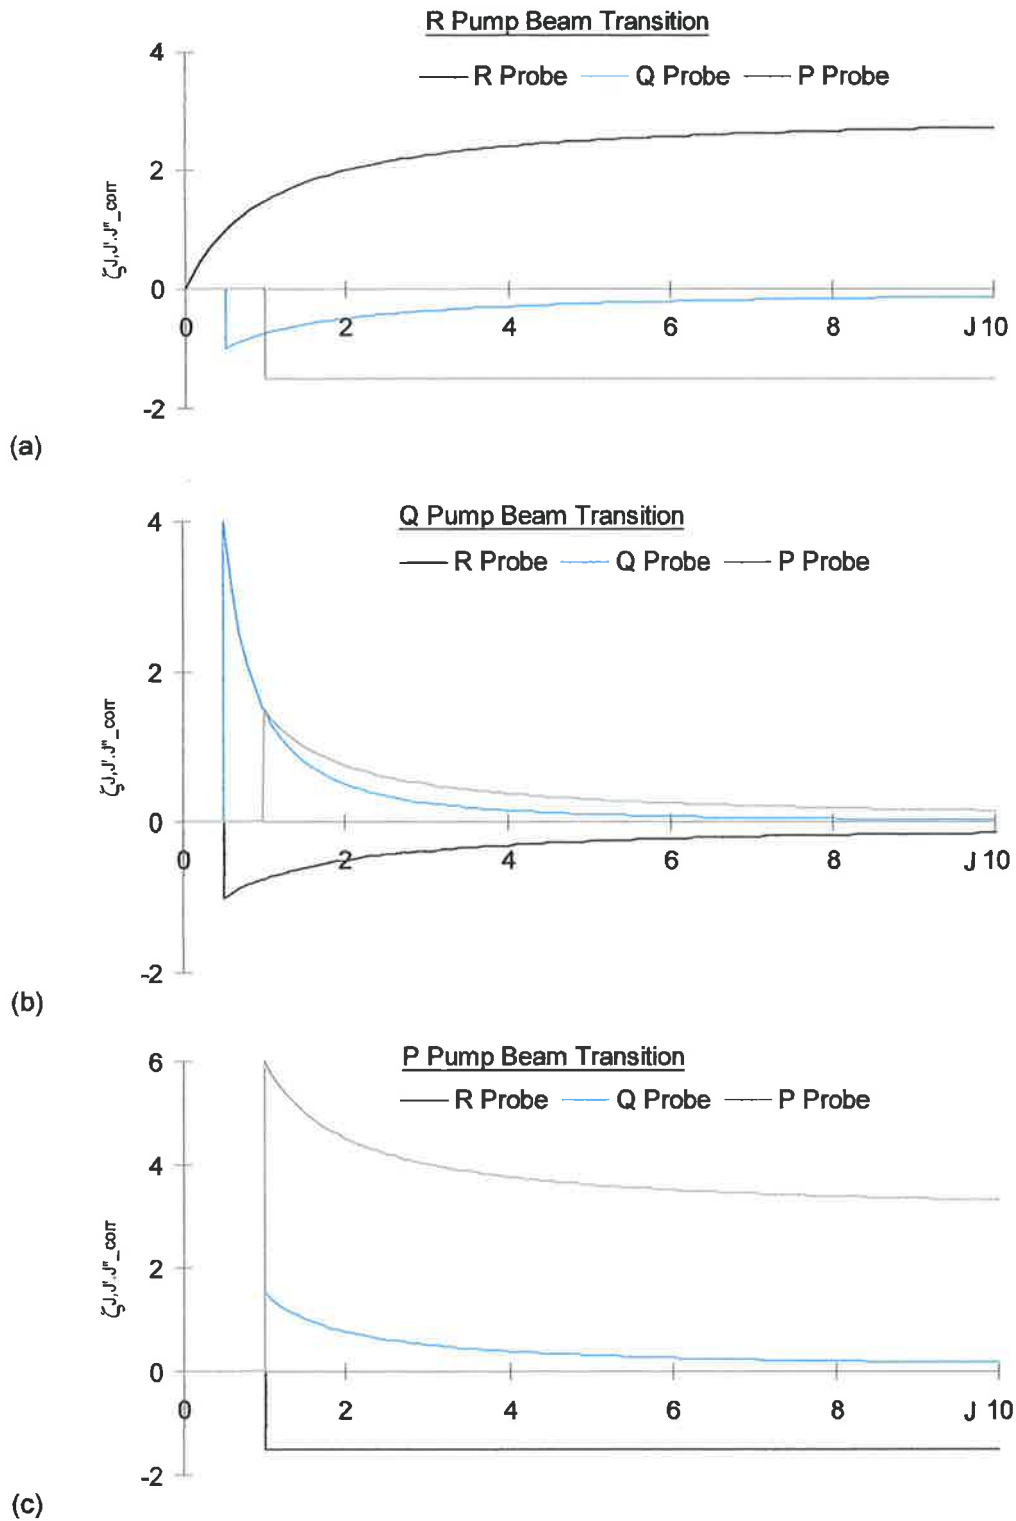 R Pump Beam Transition
4
R Probe Q Probe P Probe
2
ζJ,J'.J"_corr
0
0 2 4 6 8 J 10
-2
(a)
Q Pump Beam Transition
4
R Probe Q Probe P Probe
2
ζJ,J'.J"_corr
0
0 2 4 6 8 J 10
-2
(b)
P Pump Beam Transition
6
R Probe Q Probe P Probe
4
2
ζJ,J'.J"_corr
0
0 2 4 6 8 J 10
-2
(c)